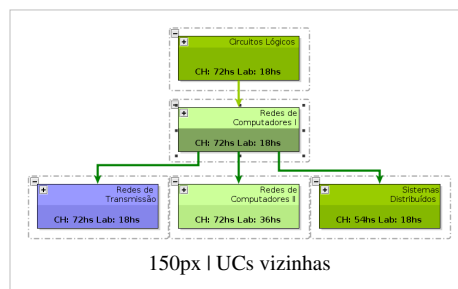 Circuitos Lógicos
CH: 72hs Lab: 18hs
Redes de
Computadores I
CH: 72hs Lab: 18hs
Redes de
Transmissão
CH: 72hs Lab: 18hs
Redes de
Computadores II
CH: 72hs Lab: 36hs
Sistemas
Distribuídos
CH: 54hs Lab: 18hs
150px | UCs vizinhas